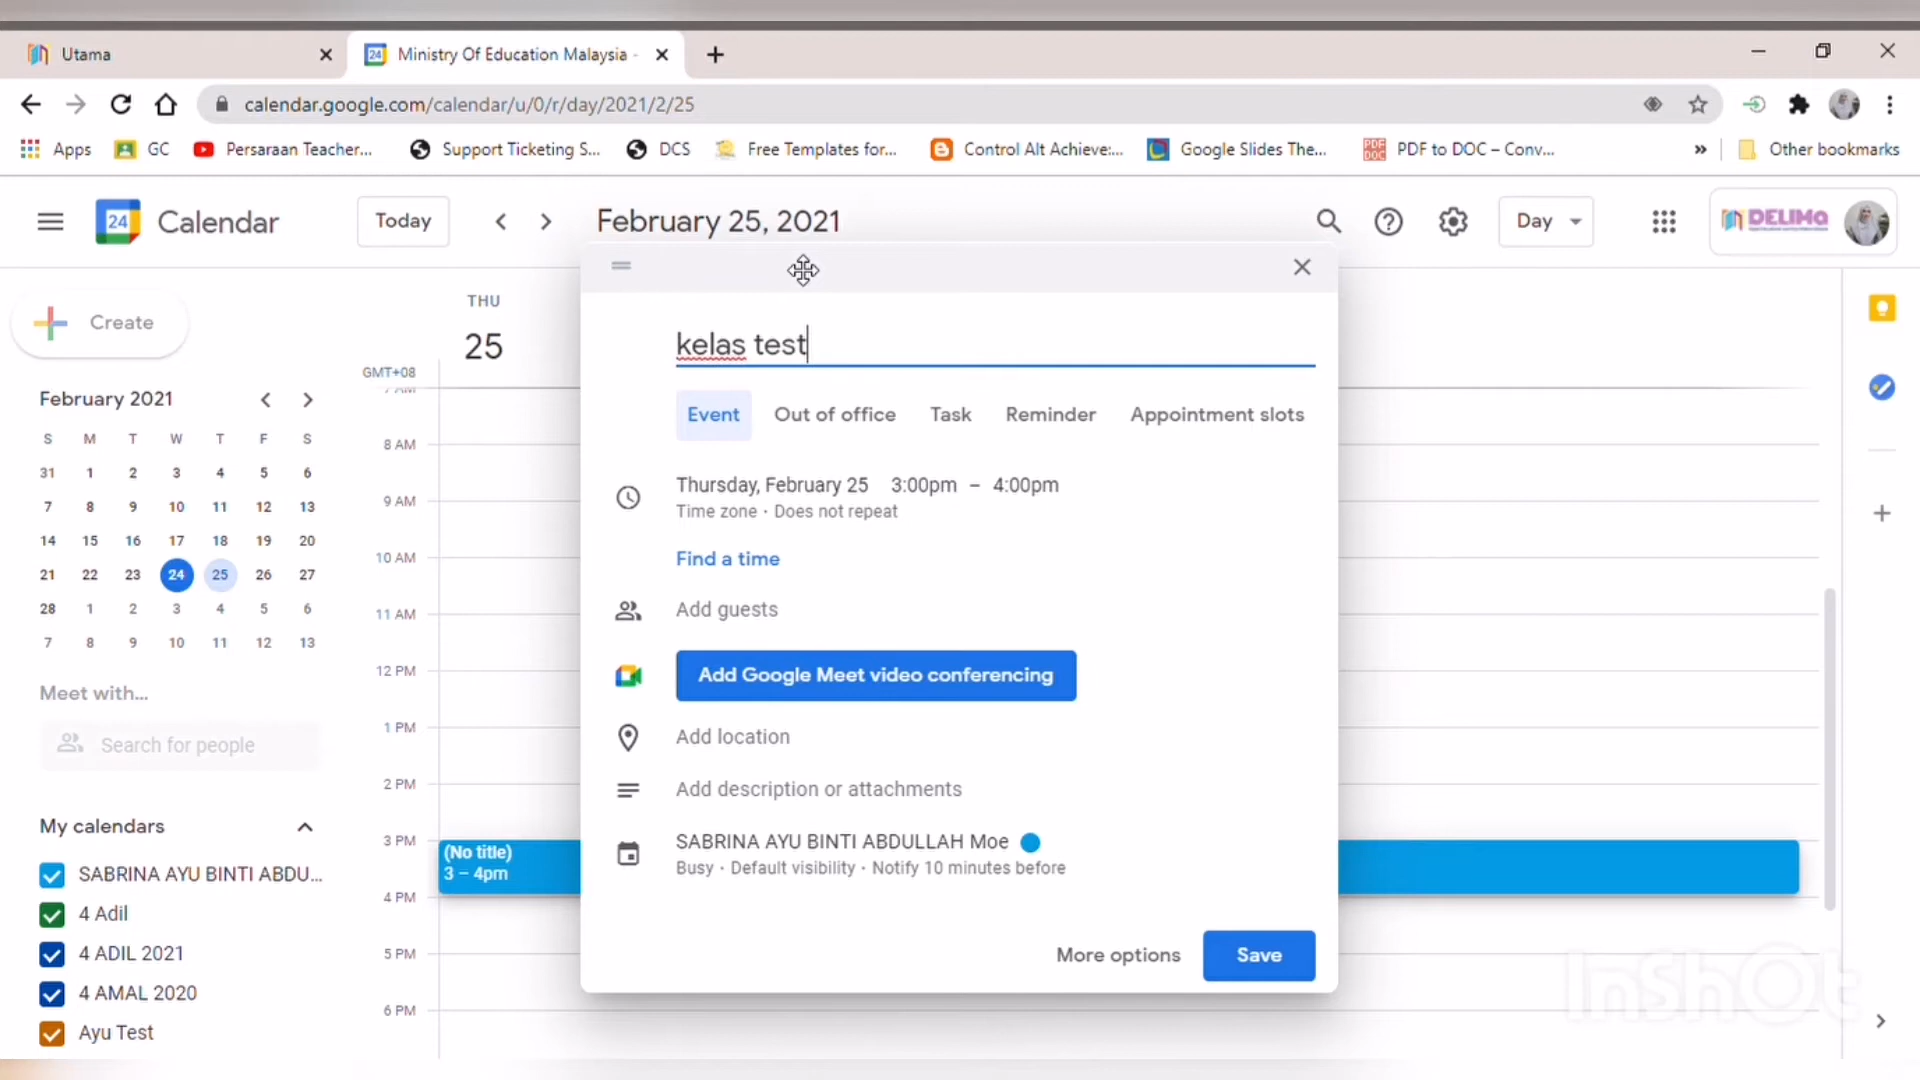 Utama
Ministry Of Education Malaysia -
calendar.google.com/calendar/u/0/r/day/2021/2/25
Apps
GC
Persaraan Teacher...
Support Ticketing S...
DCS
Free Templates for...
Control Alt Achieve:...
Google Slides The...
PDF to DOC – Conv...
Other bookmarks
24
Calendar
Today
February 25, 2021
Day
DELIMa
Create
THU
25
GMT+08
7 AM
8 AM
9 AM
10 AM
11 AM
12 PM
1 PM
2 PM
3 PM
4 PM
5 PM
6 PM
(No title)
3 – 4pm
February 2021
S M T W T F S
31 1 2 3 4 5 6
7 8 9 10 11 12 13
14 15 16 17 18 19 20
21 22 23 24 25 26 27
28 1 2 3 4 5 6
7 8 9 10 11 12 13
Meet with...
Search for people
My calendars
SABRINA AYU BINTI ABDU...
4 Adil
4 ADIL 2021
4 AMAL 2020
Ayu Test
kelas test
Event
Out of office
Task
Reminder
Appointment slots
Thursday, February 25 3:00pm – 4:00pm
Time zone · Does not repeat
Find a time
Add guests
Add Google Meet video conferencing
Add location
Add description or attachments
SABRINA AYU BINTI ABDULLAH Moe
Busy · Default visibility · Notify 10 minutes before
More options
Save
InShOt